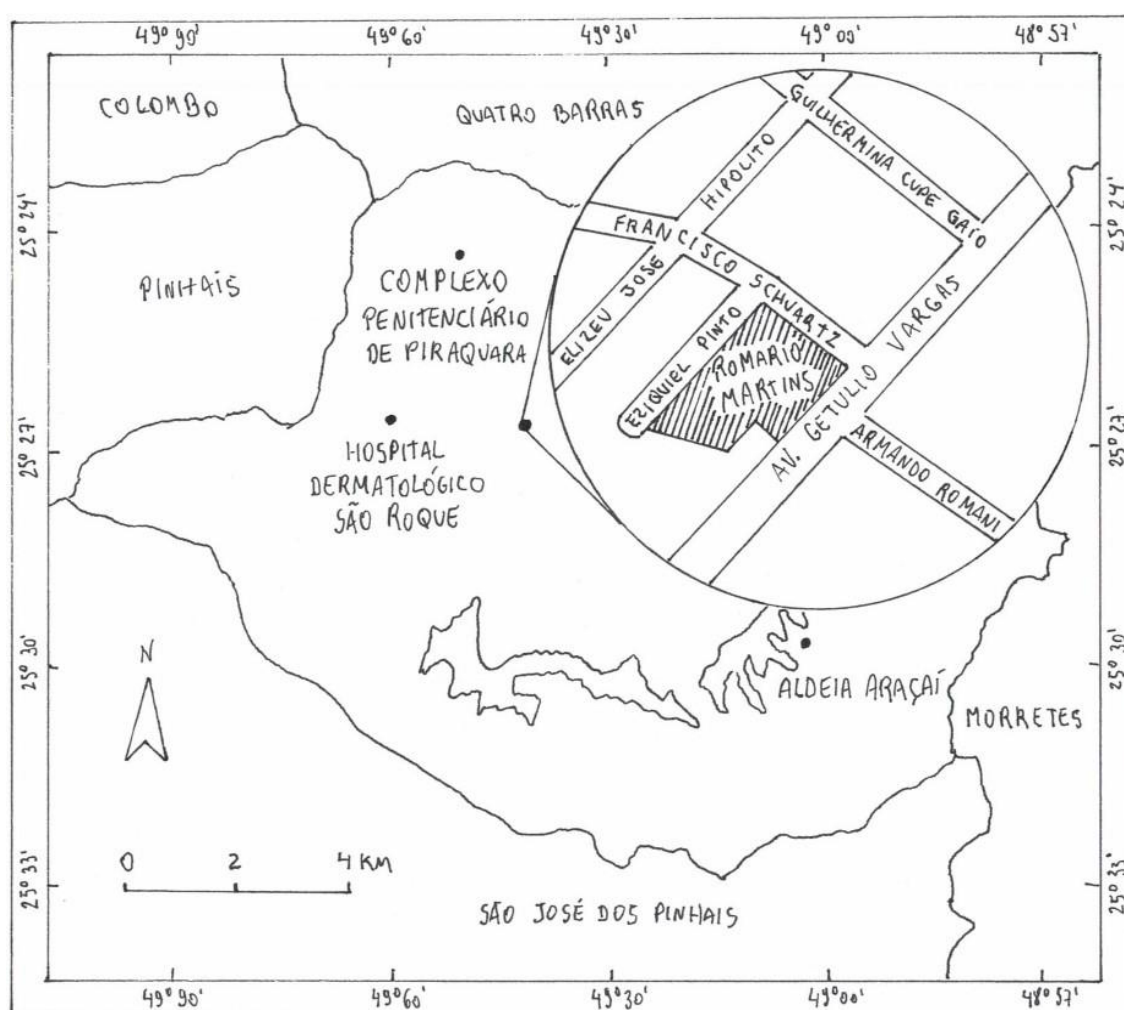 49°90' 49°60' 49°30' 49°00' 48°57'
COLOMBO
QUATRO BARRAS
PINHAIS
25°24'
25°27'
25°30'
25°33'
COMPLEXO
PENITENCIÁRIO
DE PIRAQUARA
HOSPITAL
DERMATOLÓGICO
SÃO ROQUE
GUILHERMINA CUPE GAIO
ELIZEU JOSE HIPOLITO
FRANCISCO SCHUARTZ
EZIQUIEL PINTO
ROMARIO
MARTINS
AV. GETULIO VARGAS
ARMANDO ROMANI
25°24'
25°27'
25°30'
25°33'
ALDEIA ARAÇAÍ
MORRETES
N
0 2 4 KM
SÃO JOSÉ DOS PINHAIS
49°90' 49°60' 49°30' 49°00' 48°57'